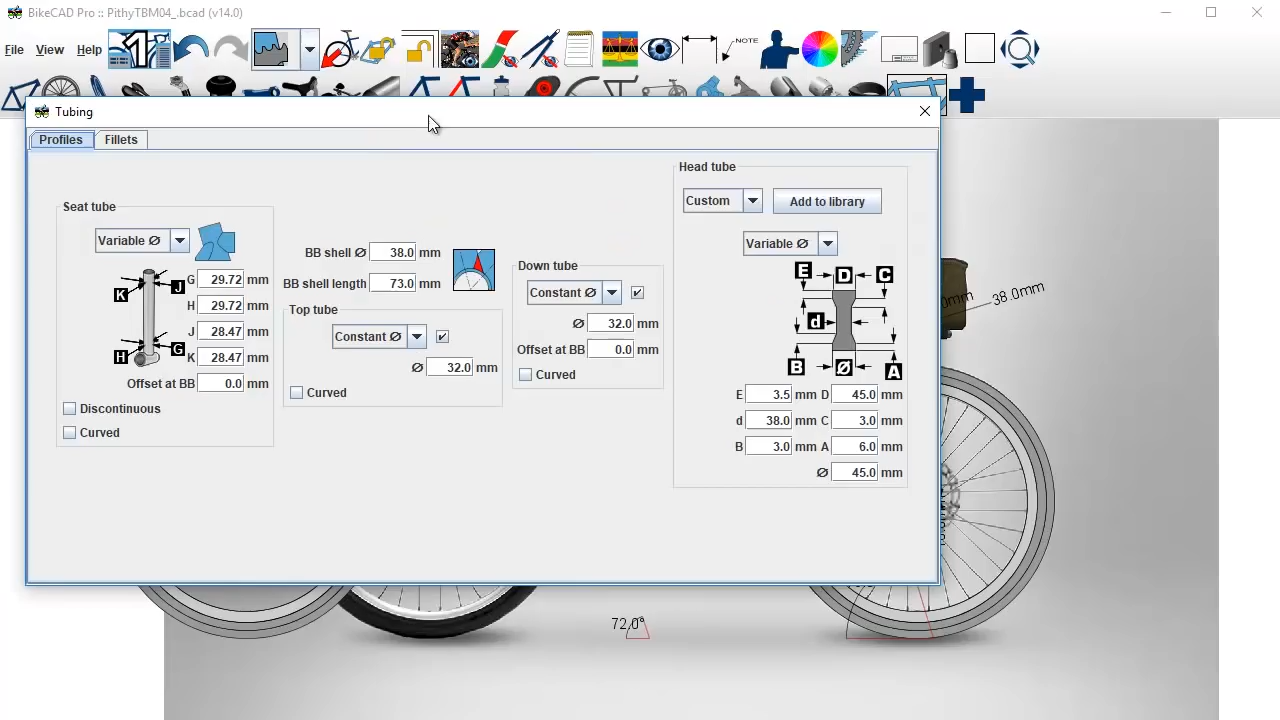 BikeCAD Pro :: PithyTBM04_.bcad (v14.0)
File View Help
NOTE
Tubing
Profiles Fillets
Seat tube
Variable Ø
K J
H G
G 29.72 mm
H 29.72 mm
J 28.47 mm
K 28.47 mm
Offset at BB 0.0 mm
Discontinuous
Curved
BB shell Ø 38.0 mm
BB shell length 73.0 mm
Top tube
Constant Ø
Ø 32.0 mm
Curved
Down tube
Constant Ø
Ø 32.0 mm
Offset at BB 0.0 mm
Curved
Head tube
Custom Add to library
Variable Ø
E D C
d
B Ø A
E 3.5 mm D 45.0 mm
d 38.0 mm C 3.0 mm
B 3.0 mm A 6.0 mm
Ø 45.0 mm
38.0mm
72.0°